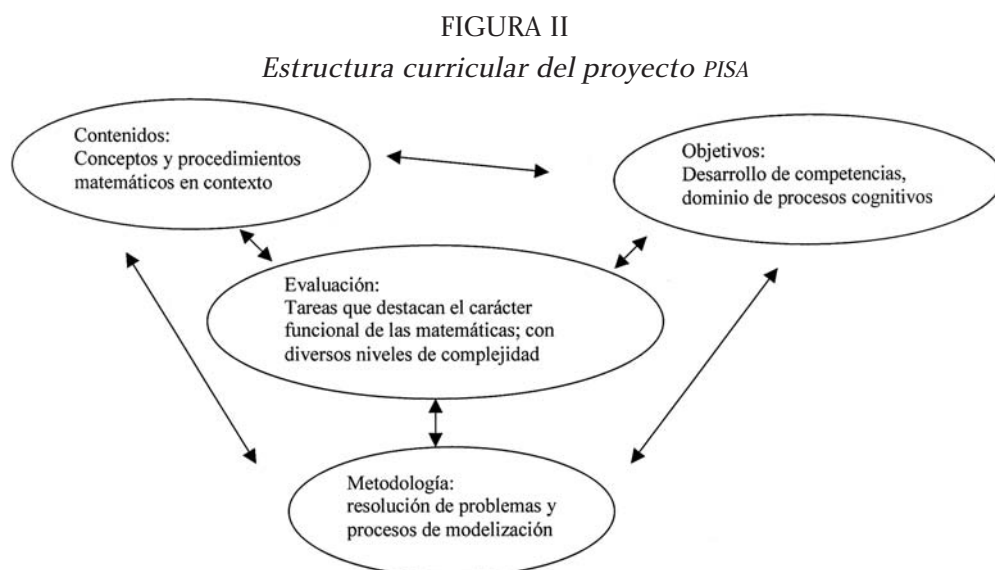 FIGURA II
Estructura curricular del proyecto PISA
Contenidos:
Conceptos y procedimientos
matemáticos en contexto
Objetivos:
Desarrollo de competencias,
dominio de procesos cognitivos
Evaluación:
Tareas que destacan el carácter
funcional de las matemáticas; con
diversos niveles de complejidad
Metodología:
resolución de problemas y
procesos de modelización